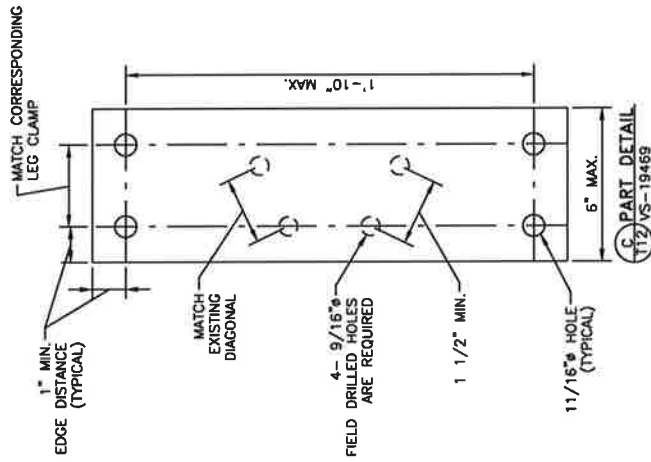 MATCH CORRESPONDING
LEG CLAMP
1" MIN.
EDGE DISTANCE
(TYPICAL)
1'-10" MAX.
MATCH
EXISTING
DIAGONAL
4- 9/16"ø
FIELD DRILLED HOLES
ARE REQUIRED
1 1/2" MIN.
11/16"ø HOLE
(TYPICAL)
6" MAX.
C PART DETAIL
T12 VS-19469